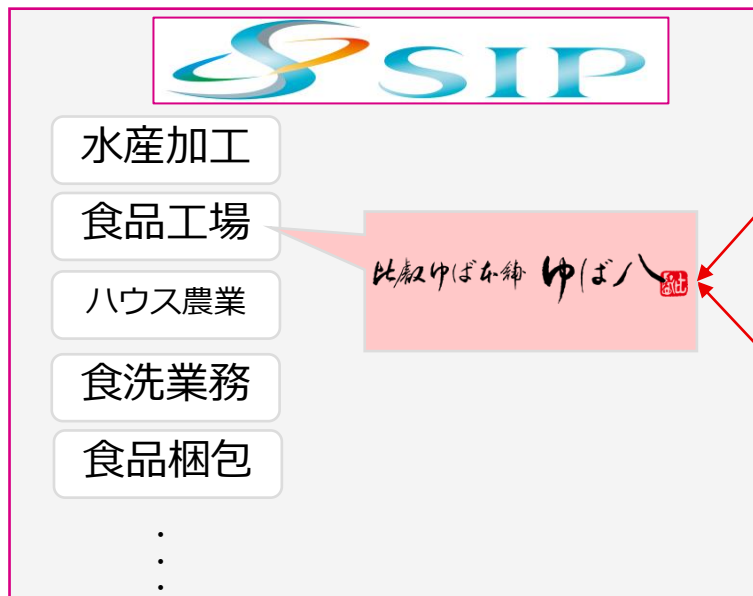 SIP
水産加工
食品工場
比叡ゆば本舗 ゆば八
ハウス農業
食洗業務
食品梱包
・
・
・